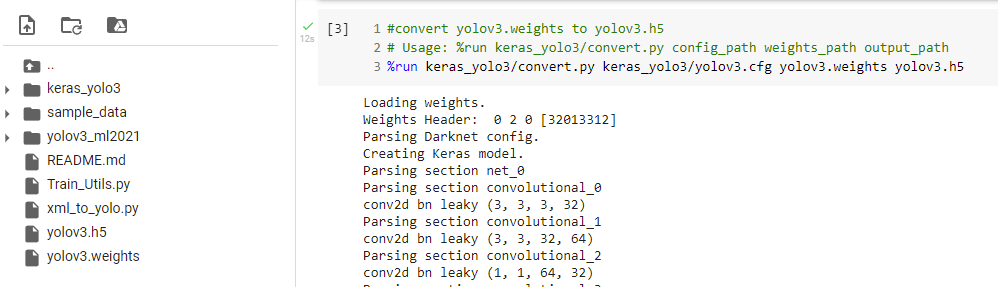 ..
keras_yolo3
sample_data
yolov3_ml2021
README.md
Train_Utils.py
xml_to_yolo.py
yolov3.h5
yolov3.weights
12s
[3]
1 #convert yolov3.weights to yolov3.h5
2 # Usage: %run keras_yolo3/convert.py config_path weights_path output_path
3 %run keras_yolo3/convert.py keras_yolo3/yolov3.cfg yolov3.weights yolov3.h5
Loading weights.
Weights Header:  0 2 0 [32013312]
Parsing Darknet config.
Creating Keras model.
Parsing section net_0
Parsing section convolutional_0
conv2d bn leaky (3, 3, 3, 32)
Parsing section convolutional_1
conv2d bn leaky (3, 3, 32, 64)
Parsing section convolutional_2
conv2d bn leaky (1, 1, 64, 32)